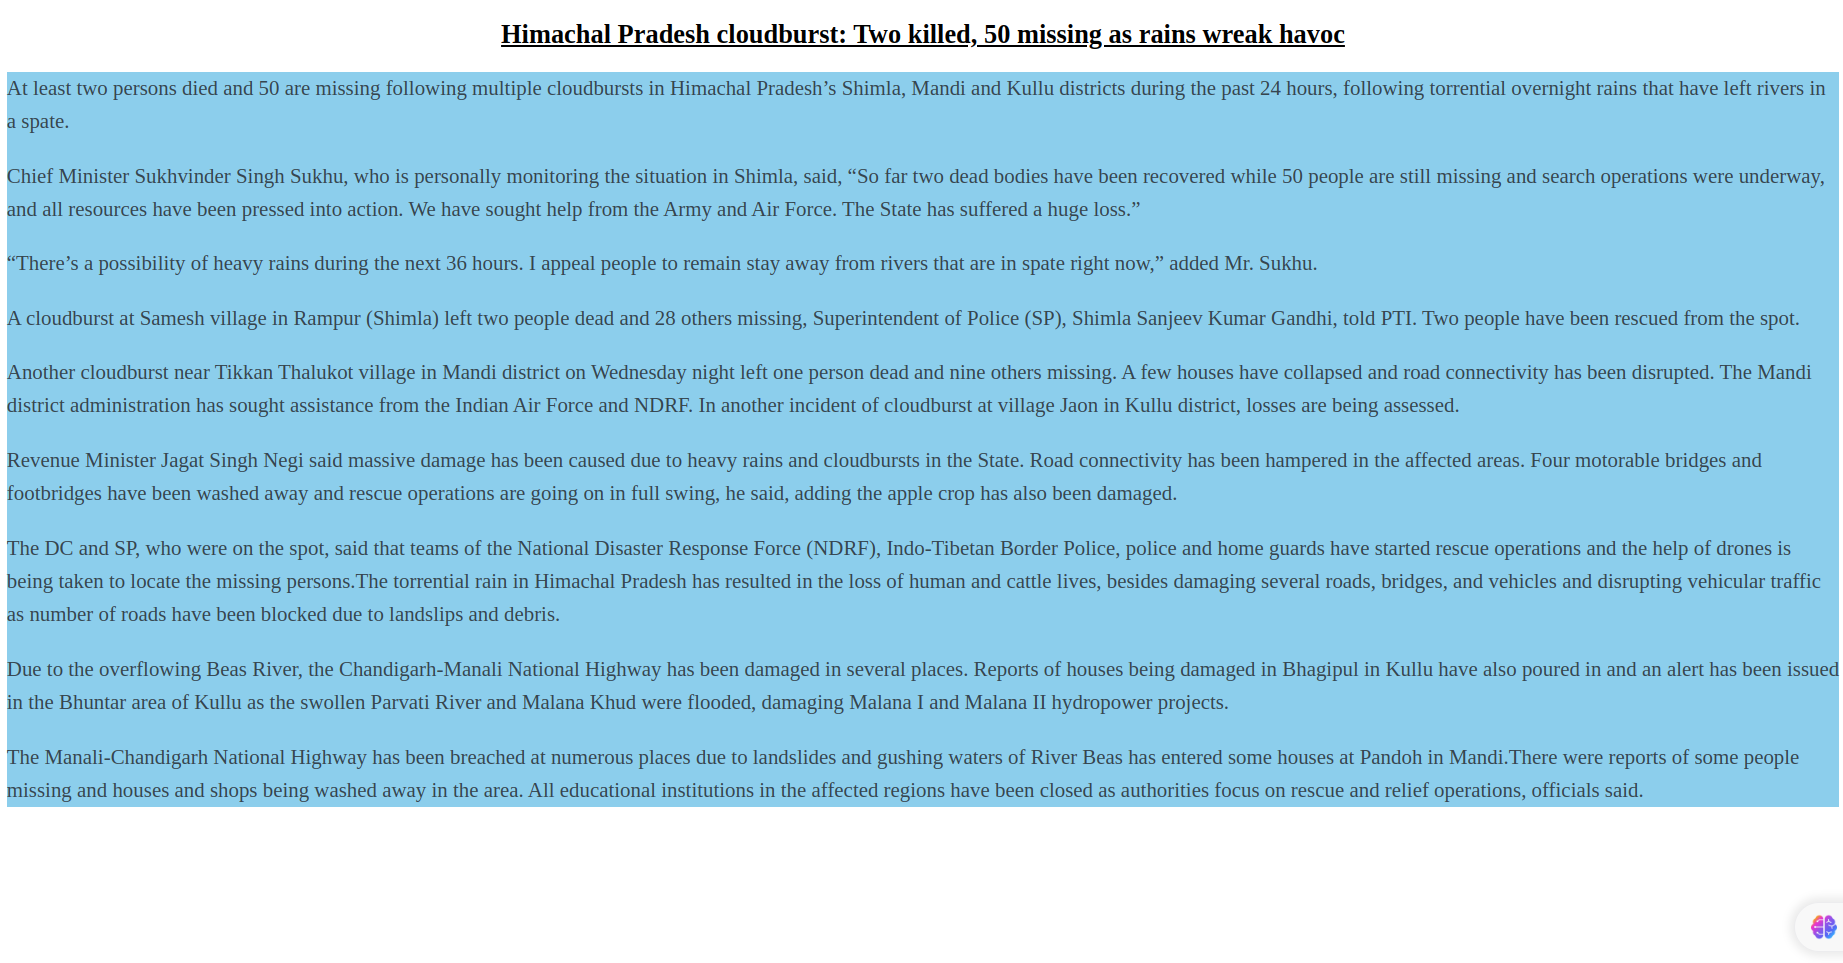 Himachal Pradesh cloudburst: Two killed, 50 missing as rains wreak havoc
At least two persons died and 50 are missing following multiple cloudbursts in Himachal Pradesh’s Shimla, Mandi and Kullu districts during the past 24 hours, following torrential overnight rains that have left rivers in
a spate.
Chief Minister Sukhvinder Singh Sukhu, who is personally monitoring the situation in Shimla, said, “So far two dead bodies have been recovered while 50 people are still missing and search operations were underway,
and all resources have been pressed into action. We have sought help from the Army and Air Force. The State has suffered a huge loss.”
“There’s a possibility of heavy rains during the next 36 hours. I appeal people to remain stay away from rivers that are in spate right now,” added Mr. Sukhu.
A cloudburst at Samesh village in Rampur (Shimla) left two people dead and 28 others missing, Superintendent of Police (SP), Shimla Sanjeev Kumar Gandhi, told PTI. Two people have been rescued from the spot.
Another cloudburst near Tikkan Thalukot village in Mandi district on Wednesday night left one person dead and nine others missing. A few houses have collapsed and road connectivity has been disrupted. The Mandi
district administration has sought assistance from the Indian Air Force and NDRF. In another incident of cloudburst at village Jaon in Kullu district, losses are being assessed.
Revenue Minister Jagat Singh Negi said massive damage has been caused due to heavy rains and cloudbursts in the State. Road connectivity has been hampered in the affected areas. Four motorable bridges and
footbridges have been washed away and rescue operations are going on in full swing, he said, adding the apple crop has also been damaged.
The DC and SP, who were on the spot, said that teams of the National Disaster Response Force (NDRF), Indo-Tibetan Border Police, police and home guards have started rescue operations and the help of drones is
being taken to locate the missing persons.The torrential rain in Himachal Pradesh has resulted in the loss of human and cattle lives, besides damaging several roads, bridges, and vehicles and disrupting vehicular traffic
as number of roads have been blocked due to landslips and debris.
Due to the overflowing Beas River, the Chandigarh-Manali National Highway has been damaged in several places. Reports of houses being damaged in Bhagipul in Kullu have also poured in and an alert has been issued
in the Bhuntar area of Kullu as the swollen Parvati River and Malana Khud were flooded, damaging Malana I and Malana II hydropower projects.
The Manali-Chandigarh National Highway has been breached at numerous places due to landslides and gushing waters of River Beas has entered some houses at Pandoh in Mandi.There were reports of some people
missing and houses and shops being washed away in the area. All educational institutions in the affected regions have been closed as authorities focus on rescue and relief operations, officials said.